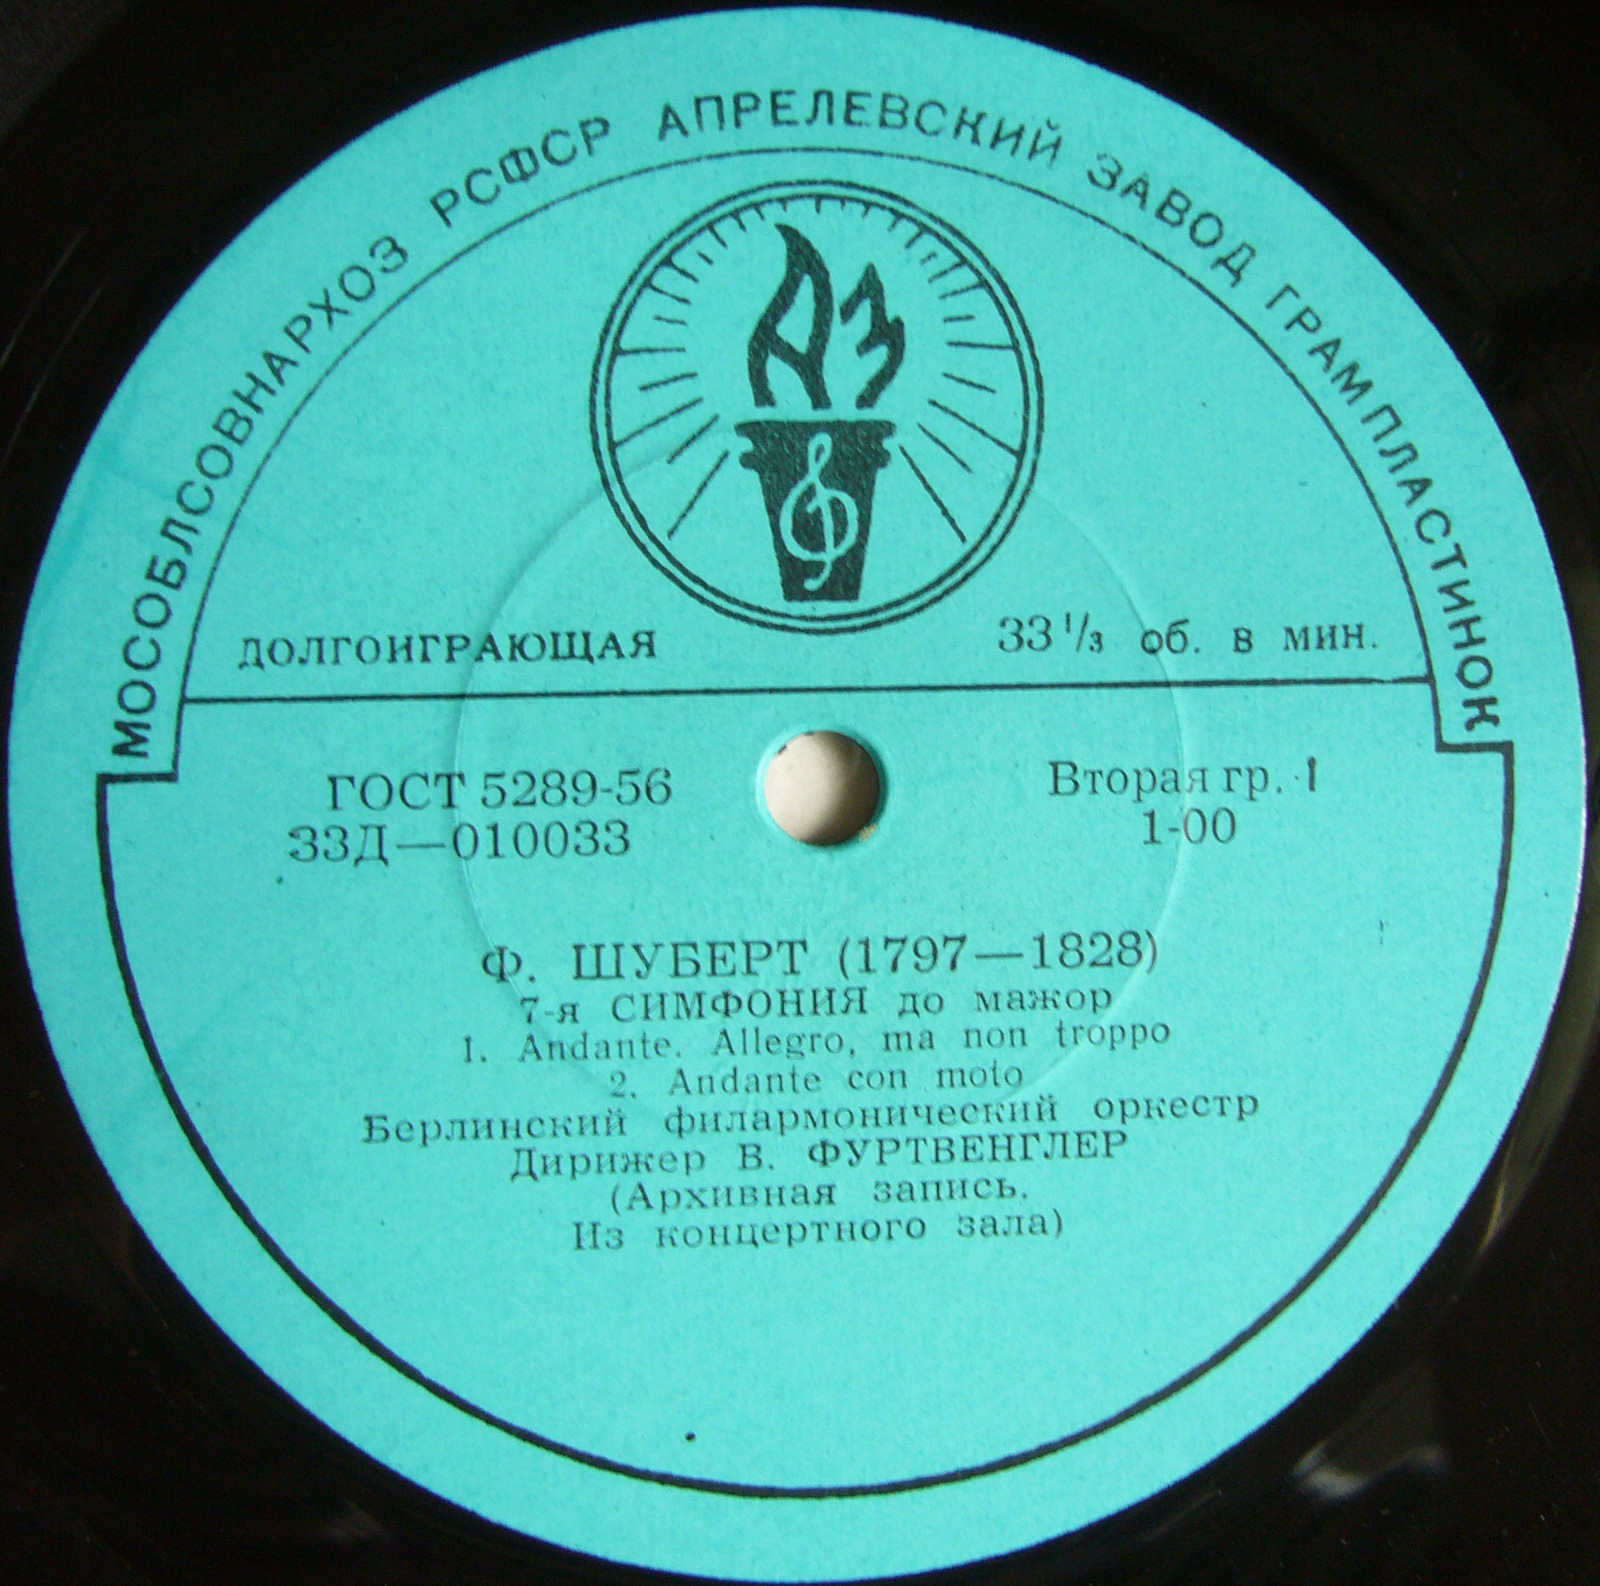 МОСОБЛСОВНАРХОЗ РСФСР АПРЕЛЕВСКИЙ ЗАВОД ГРАМПЛАСТИНОК
АЗ
ДОЛГОИГРАЮЩАЯ 33 1/3 об. в мин.
ГОСТ 5289-56 Вторая гр. 1
33Д—010033 1-00
Ф. ШУБЕРТ (1797—1828)
7-я СИМФОНИЯ до мажор
1. Andante. Allegro, ma non troppo
2. Andante con moto
Берлинский филармонический оркестр
Дирижер В. ФУРТВЕНГЛЕР
(Архивная запись.
Из концертного зала)